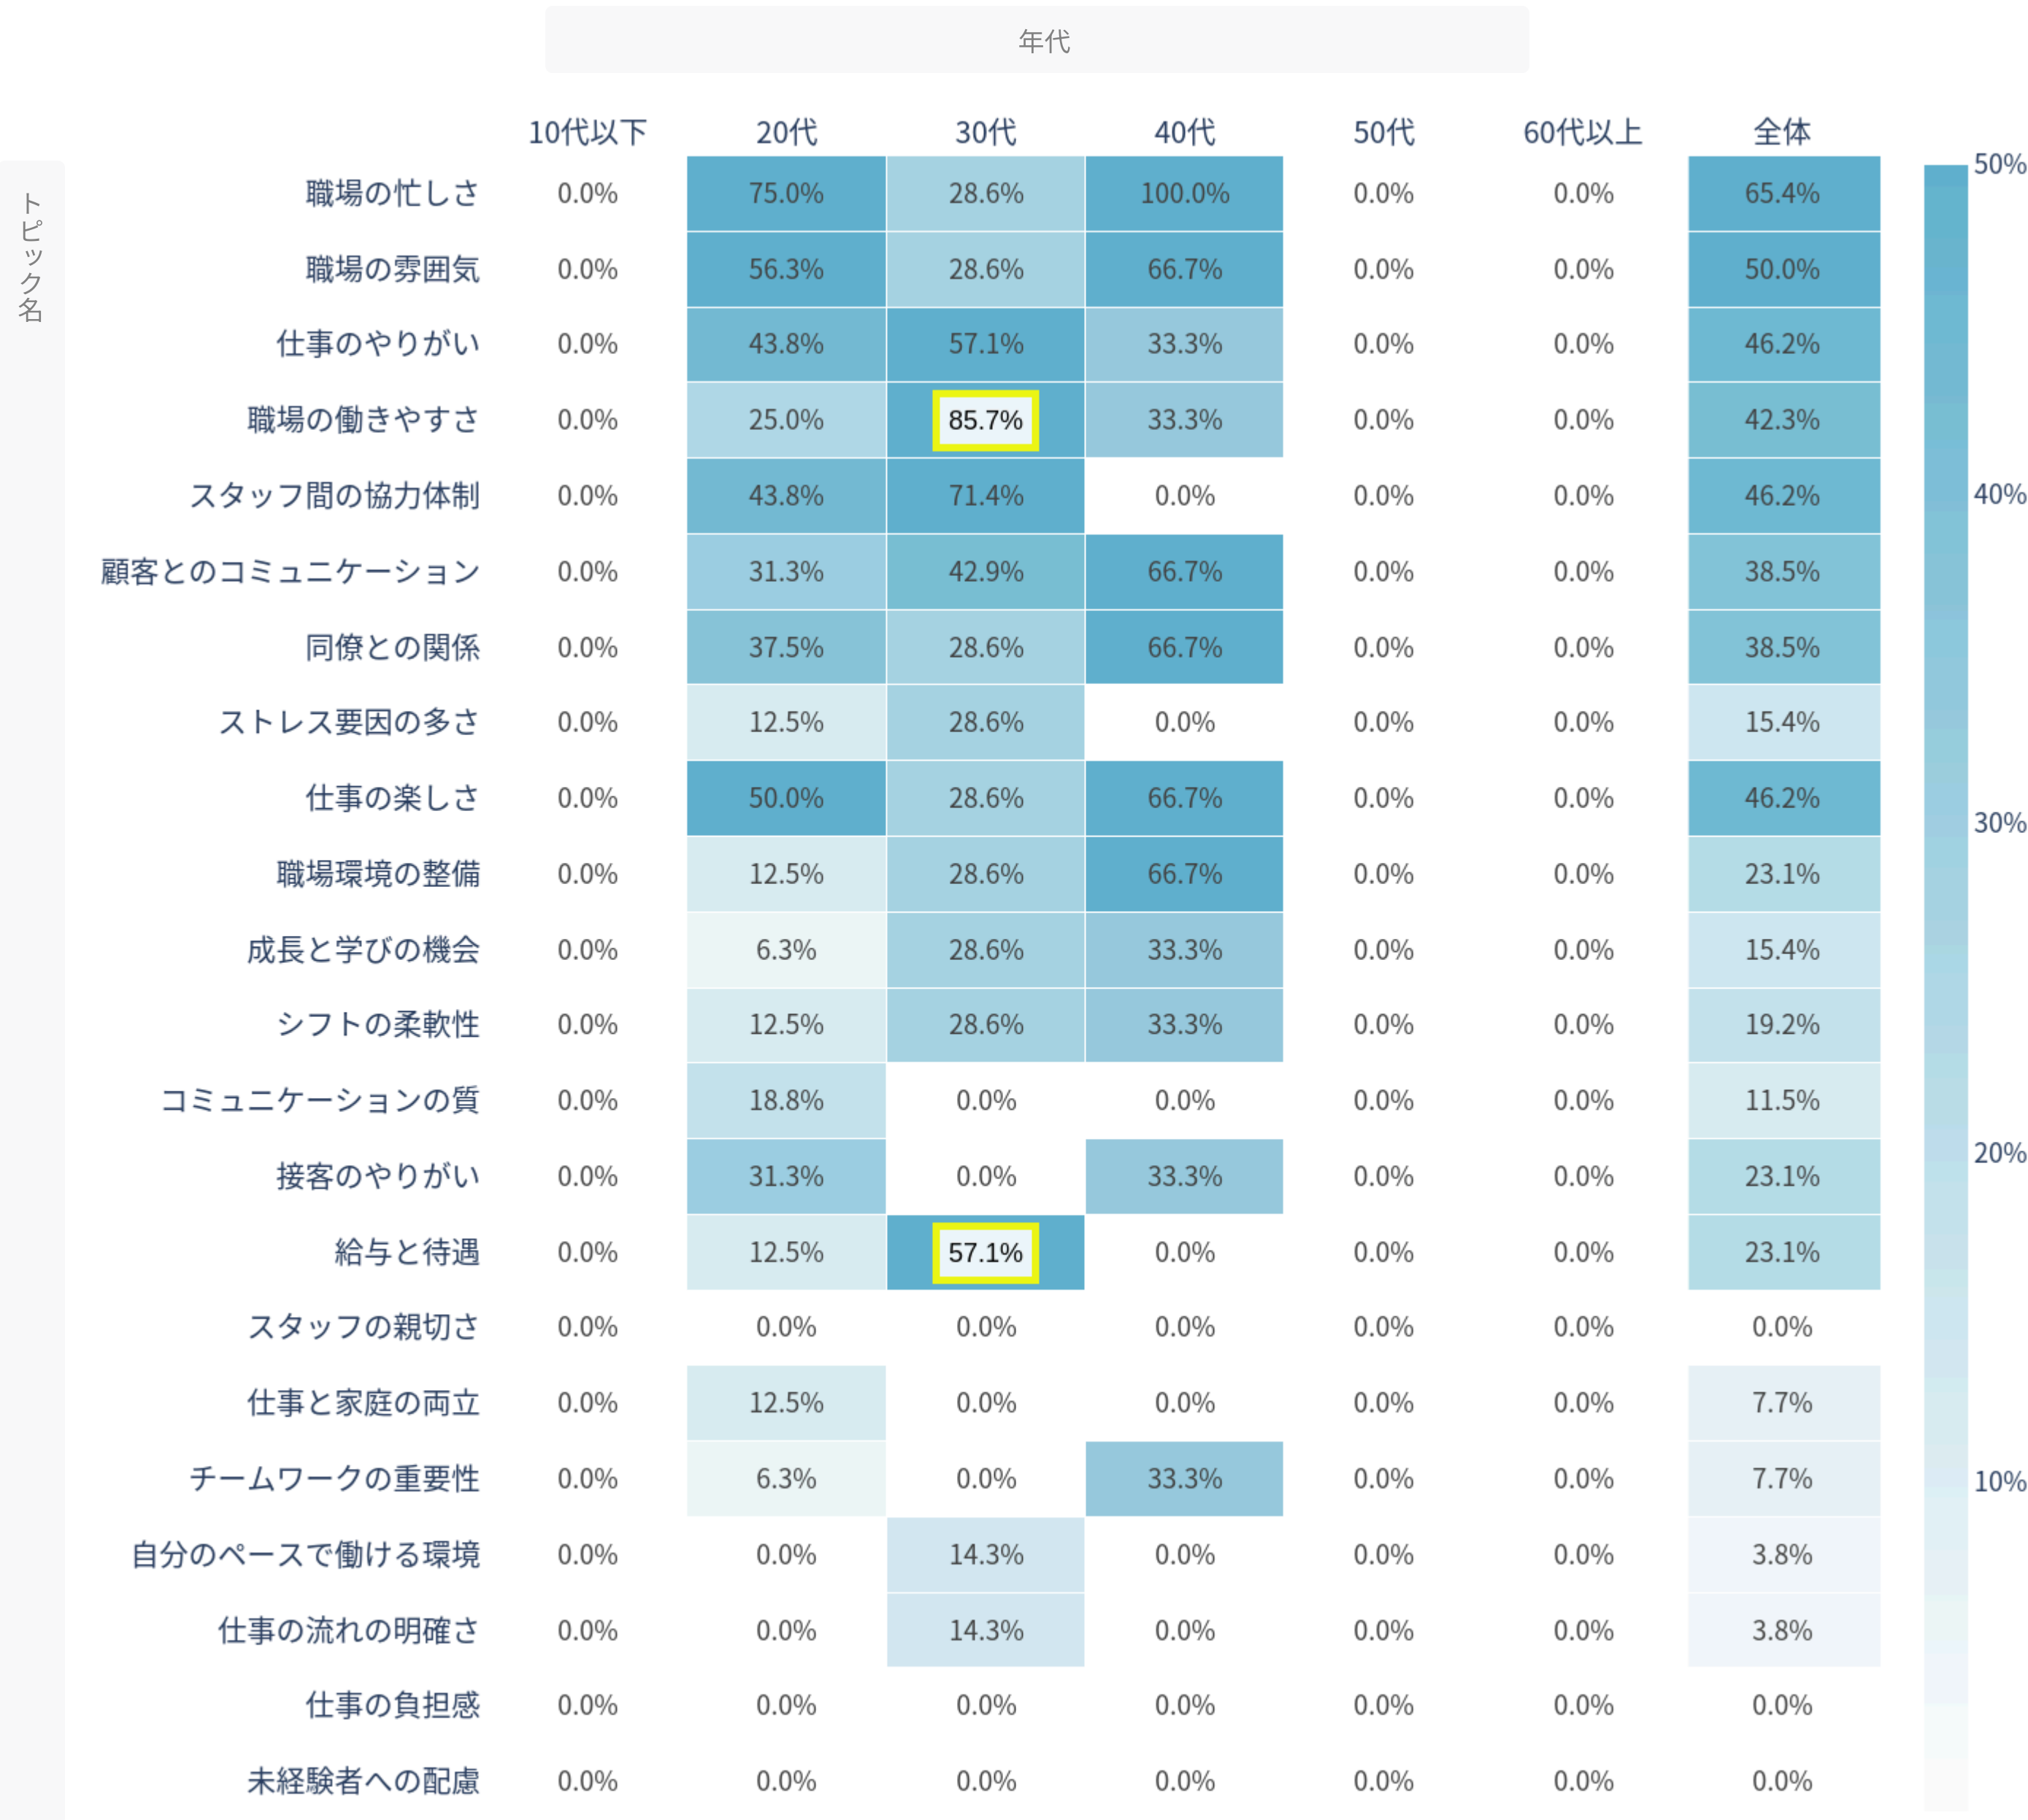 年代
10代以下 20代 30代 40代 50代 60代以上 全体
トピック名
職場の忙しさ 0.0% 75.0% 28.6% 100.0% 0.0% 0.0% 65.4%
職場の雰囲気 0.0% 56.3% 28.6% 66.7% 0.0% 0.0% 50.0%
仕事のやりがい 0.0% 43.8% 57.1% 33.3% 0.0% 0.0% 46.2%
職場の働きやすさ 0.0% 25.0% 85.7% 33.3% 0.0% 0.0% 42.3%
スタッフ間の協力体制 0.0% 43.8% 71.4% 0.0% 0.0% 0.0% 46.2%
顧客とのコミュニケーション 0.0% 31.3% 42.9% 66.7% 0.0% 0.0% 38.5%
同僚との関係 0.0% 37.5% 28.6% 66.7% 0.0% 0.0% 38.5%
ストレス要因の多さ 0.0% 12.5% 28.6% 0.0% 0.0% 0.0% 15.4%
仕事の楽しさ 0.0% 50.0% 28.6% 66.7% 0.0% 0.0% 46.2%
職場環境の整備 0.0% 12.5% 28.6% 66.7% 0.0% 0.0% 23.1%
成長と学びの機会 0.0% 6.3% 28.6% 33.3% 0.0% 0.0% 15.4%
シフトの柔軟性 0.0% 12.5% 28.6% 33.3% 0.0% 0.0% 19.2%
コミュニケーションの質 0.0% 18.8% 0.0% 0.0% 0.0% 0.0% 11.5%
接客のやりがい 0.0% 31.3% 0.0% 33.3% 0.0% 0.0% 23.1%
給与と待遇 0.0% 12.5% 57.1% 0.0% 0.0% 0.0% 23.1%
スタッフの親切さ 0.0% 0.0% 0.0% 0.0% 0.0% 0.0% 0.0%
仕事と家庭の両立 0.0% 12.5% 0.0% 0.0% 0.0% 0.0% 7.7%
チームワークの重要性 0.0% 6.3% 0.0% 33.3% 0.0% 0.0% 7.7%
自分のペースで働ける環境 0.0% 0.0% 14.3% 0.0% 0.0% 0.0% 3.8%
仕事の流れの明確さ 0.0% 0.0% 14.3% 0.0% 0.0% 0.0% 3.8%
仕事の負担感 0.0% 0.0% 0.0% 0.0% 0.0% 0.0% 0.0%
未経験者への配慮 0.0% 0.0% 0.0% 0.0% 0.0% 0.0% 0.0%
50%
40%
30%
20%
10%